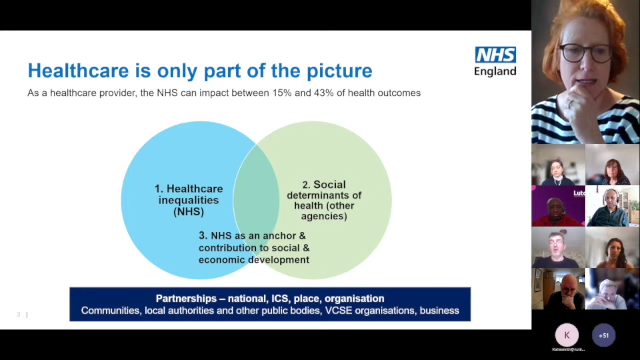 Healthcare is only part of the picture
NHS
England
As a healthcare provider, the NHS can impact between 15% and 43% of health outcomes
1. Healthcare
inequalities
(NHS)
2. Social
determinants of
health (other
agencies)
3. NHS as an anchor &
contribution to social &
economic development
Partnerships – national, ICS, place, organisation
Communities, local authorities and other public bodies, VCSE organisations, business
K
+51